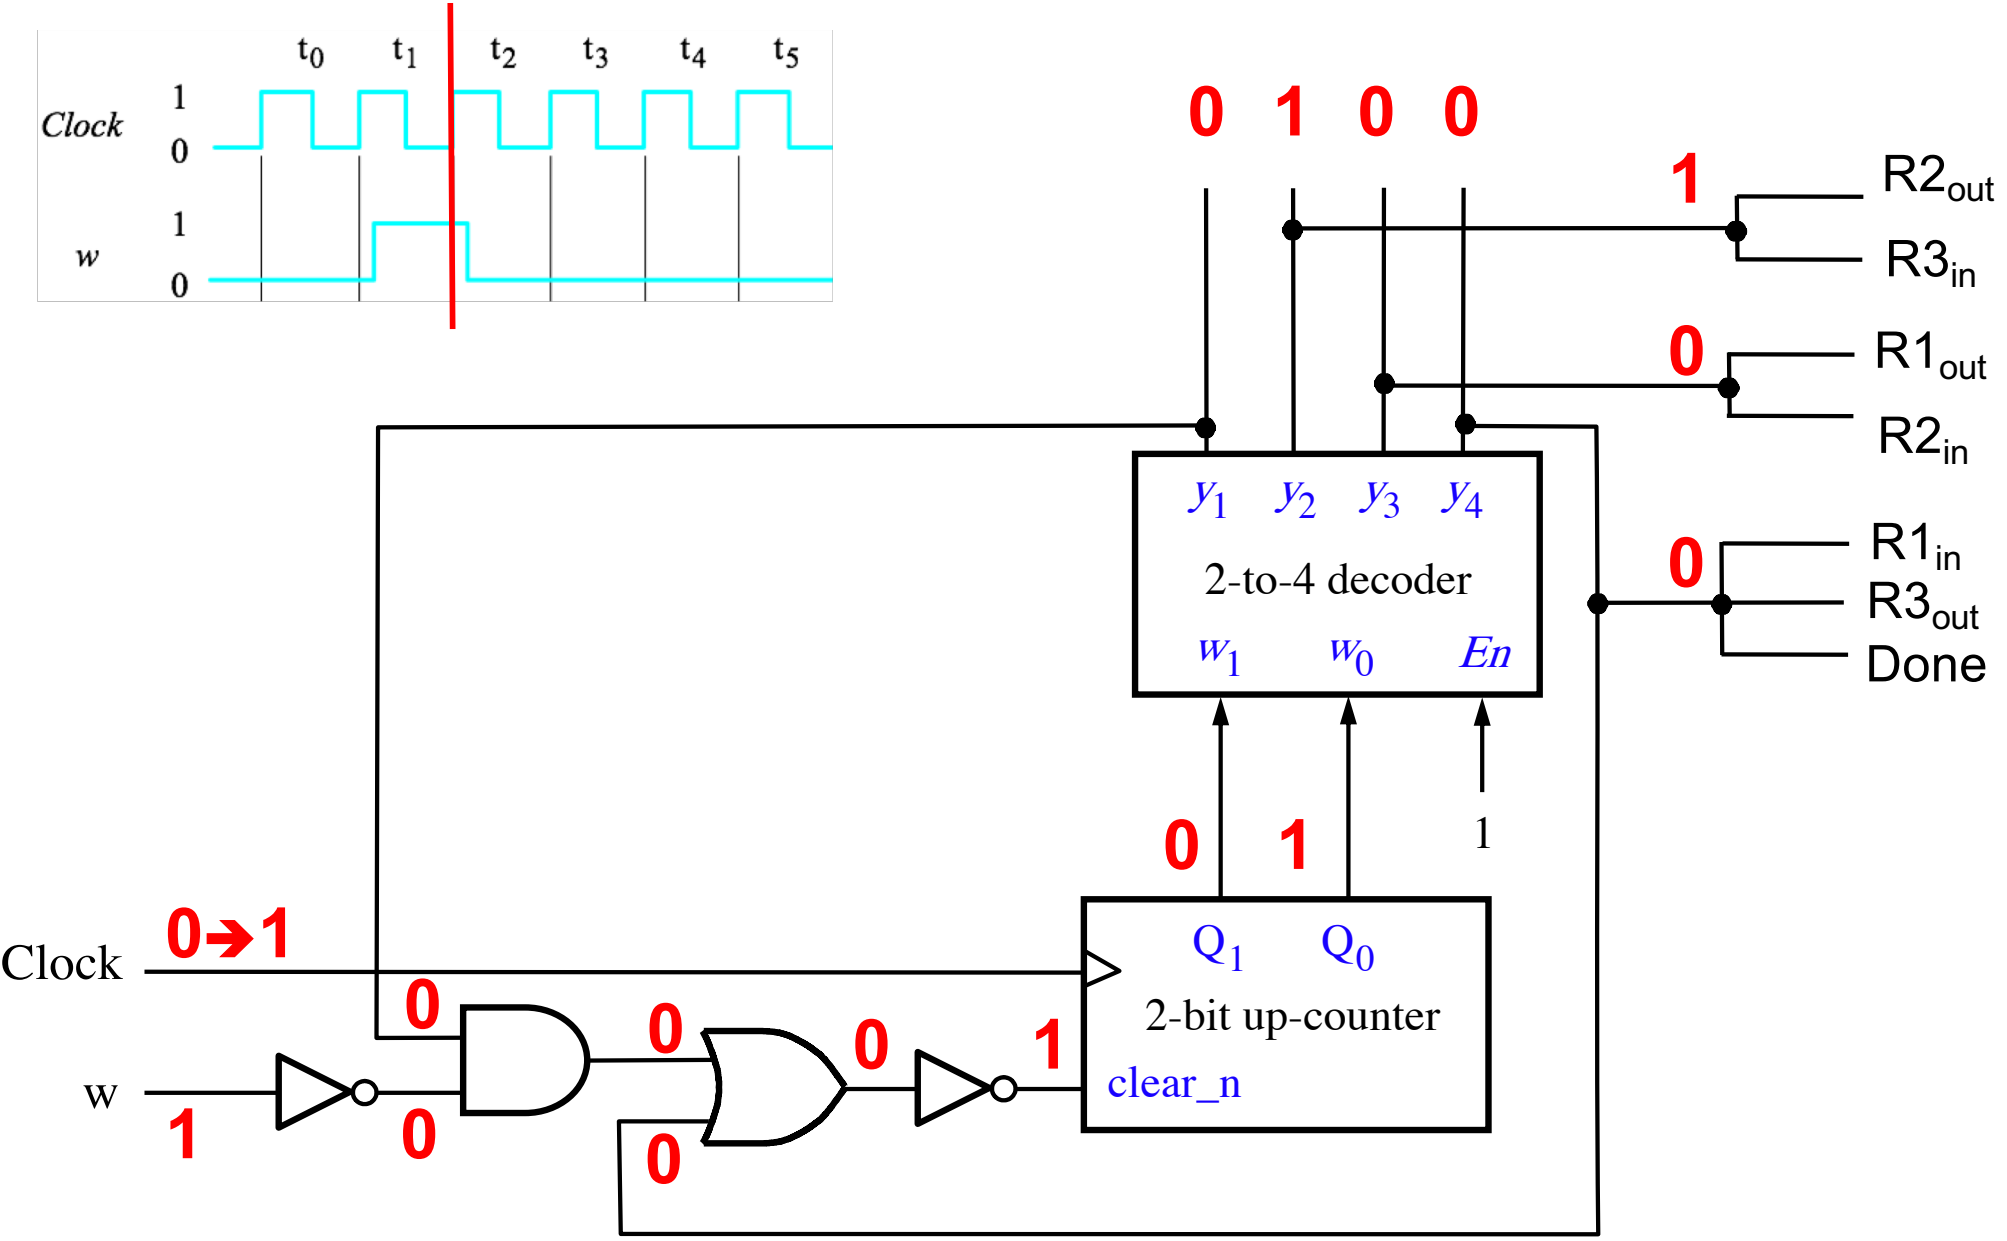 t0 t1 t2 t3 t4 t5
Clock 1
0
w 1
0
0 1 0 0
1 R2out
R3in
0 R1out
R2in
y1 y2 y3 y4
2-to-4 decoder
w1 w0 En
0 R1in
R3out
Done
0 1 1
Clock 0➔1
Q1 Q0
2-bit up-counter
clear_n
0 0 0 1
w
1 0 0